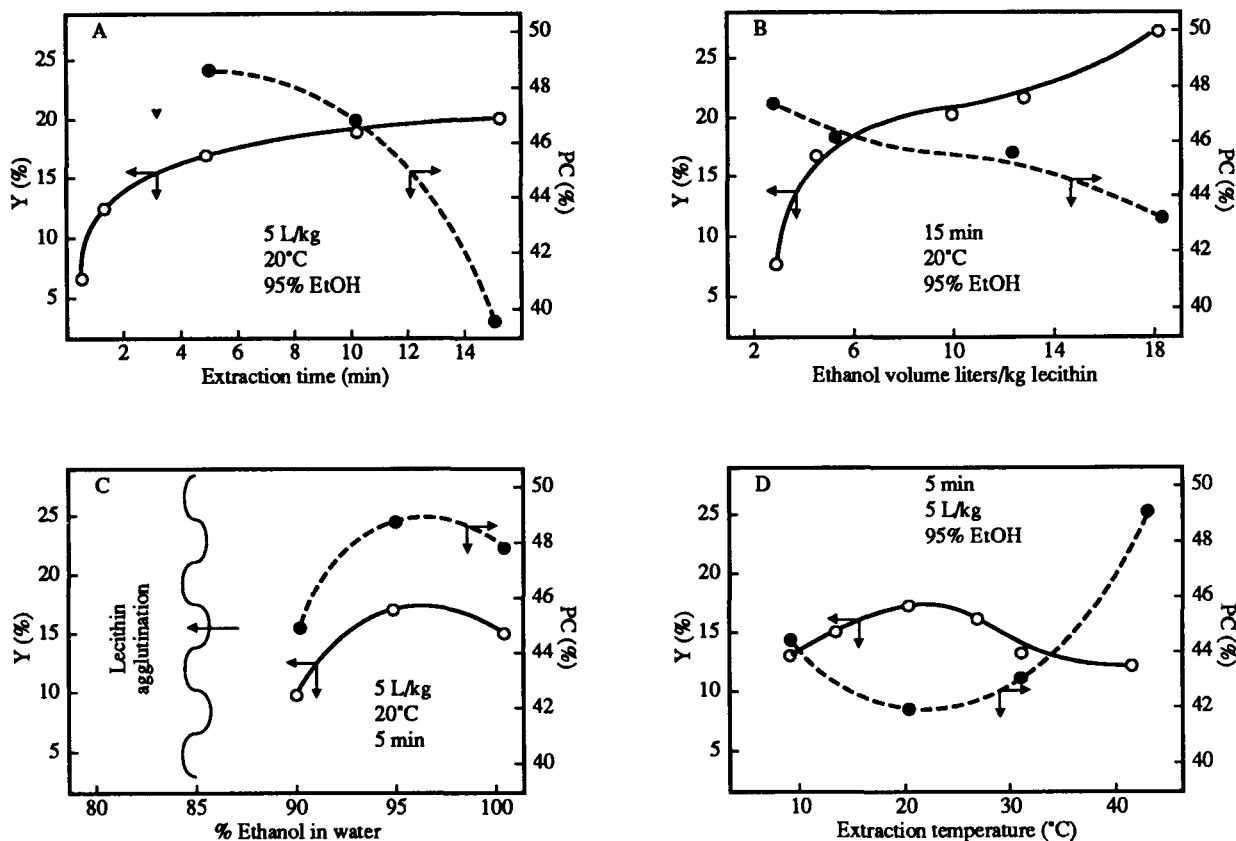 A
Y (%)
25
20
15
10
5
50
48
46
44
42
40
PC (%)
5 L/kg
20°C
95% EtOH
2 4 6 8 10 12 14
Extraction time (min)
B
Y (%)
25
20
15
10
5
50
48
46
44
42
40
PC (%)
15 min
20°C
95% EtOH
2 6 10 14 18
Ethanol volume liters/kg lecithin
C
Y (%)
25
20
15
10
5
50
48
46
44
42
40
PC (%)
Lecithin
agglutination
5 L/kg
20°C
5 min
80 85 90 95 100
% Ethanol in water
D
Y (%)
25
20
15
10
5
50
48
46
44
42
40
PC (%)
5 min
5 L/kg
95% EtOH
10 20 30 40
Extraction temperature (°C)